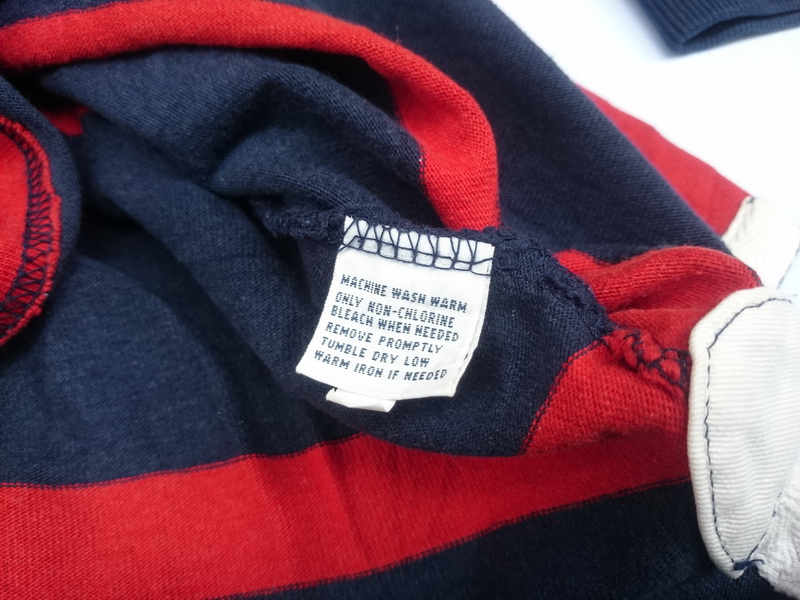 MACHINE WASH WARM
ONLY NON-CHLORINE
BLEACH WHEN NEEDED
REMOVE PROMPTLY
TUMBLE DRY LOW
WARM IRON IF NEEDED